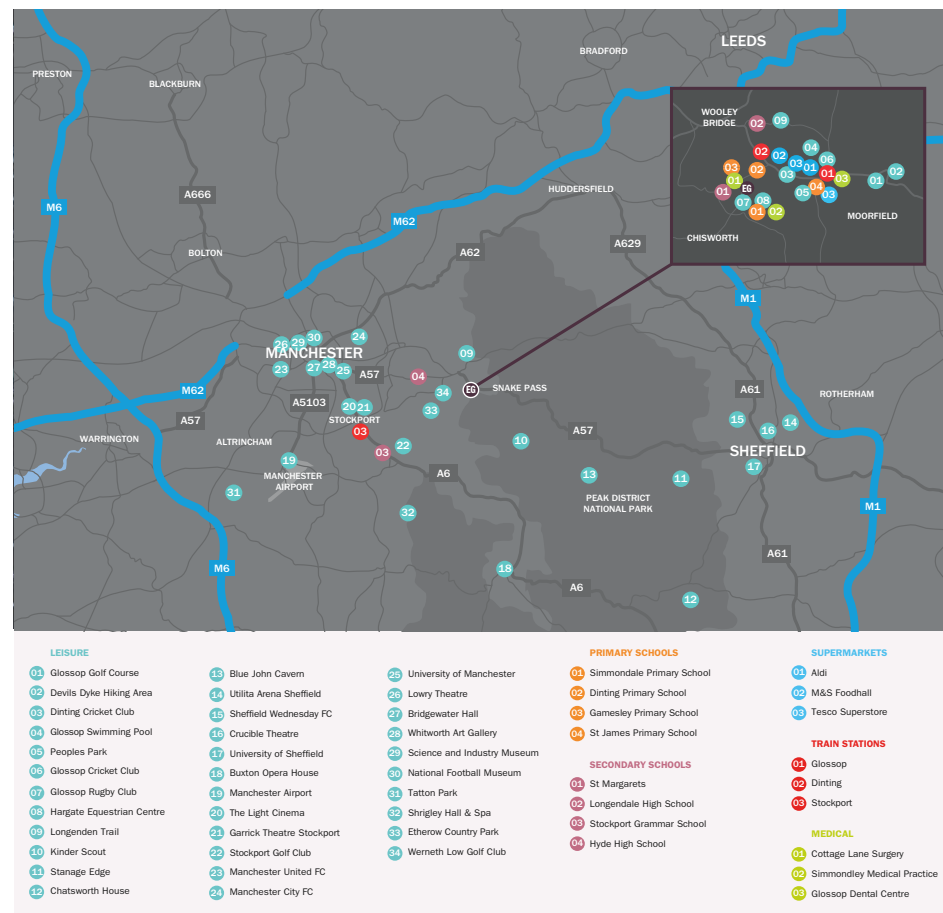 LEEDS
BRADFORD
PRESTON
BLACKBURN
WOOLEY
BRIDGE
02
09
04
02
02
03
01
06
03
02
03
01
02
01
01
EG
04
03
01
05
03
07
08
01
02
MOORFIELD
CHISWORTH
HUDDERSFIELD
A666
M6
M62
A629
A62
BOLTON
M1
26
29
30
24
MANCHESTER
09
23
27
28
25
A57
04
EG
SNAKE PASS
34
M62
A5103
20
21
33
A61
ROTHERHAM
A57
STOCKPORT
03
A57
15
16
14
WARRINGTON
ALTRINCHAM
22
10
03
SHEFFIELD
19
17
MANCHESTER
AIRPORT
A6
13
11
31
PEAK DISTRICT
NATIONAL PARK
M1
32
A61
M6
18
A6
12
LEISURE
01 Glossop Golf Course
02 Devils Dyke Hiking Area
03 Dinting Cricket Club
04 Glossop Swimming Pool
05 Peoples Park
06 Glossop Cricket Club
07 Glossop Rugby Club
08 Hargate Equestrian Centre
09 Longenden Trail
10 Kinder Scout
11 Stanage Edge
12 Chatsworth House
13 Blue John Cavern
14 Utilita Arena Sheffield
15 Sheffield Wednesday FC
16 Crucible Theatre
17 University of Sheffield
18 Buxton Opera House
19 Manchester Airport
20 The Light Cinema
21 Garrick Theatre Stockport
22 Stockport Golf Club
23 Manchester United FC
24 Manchester City FC
25 University of Manchester
26 Lowry Theatre
27 Bridgewater Hall
28 Whitworth Art Gallery
29 Science and Industry Museum
30 National Football Museum
31 Tatton Park
32 Shrigley Hall & Spa
33 Etherow Country Park
34 Werneth Low Golf Club
PRIMARY SCHOOLS
01 Simmondale Primary School
02 Dinting Primary School
03 Gamesley Primary School
04 St James Primary School
SECONDARY SCHOOLS
01 St Margarets
02 Longendale High School
03 Stockport Grammar School
04 Hyde High School
SUPERMARKETS
01 Aldi
02 M&S Foodhall
03 Tesco Superstore
TRAIN STATIONS
01 Glossop
02 Dinting
03 Stockport
MEDICAL
01 Cottage Lane Surgery
02 Simmondley Medical Practice
03 Glossop Dental Centre